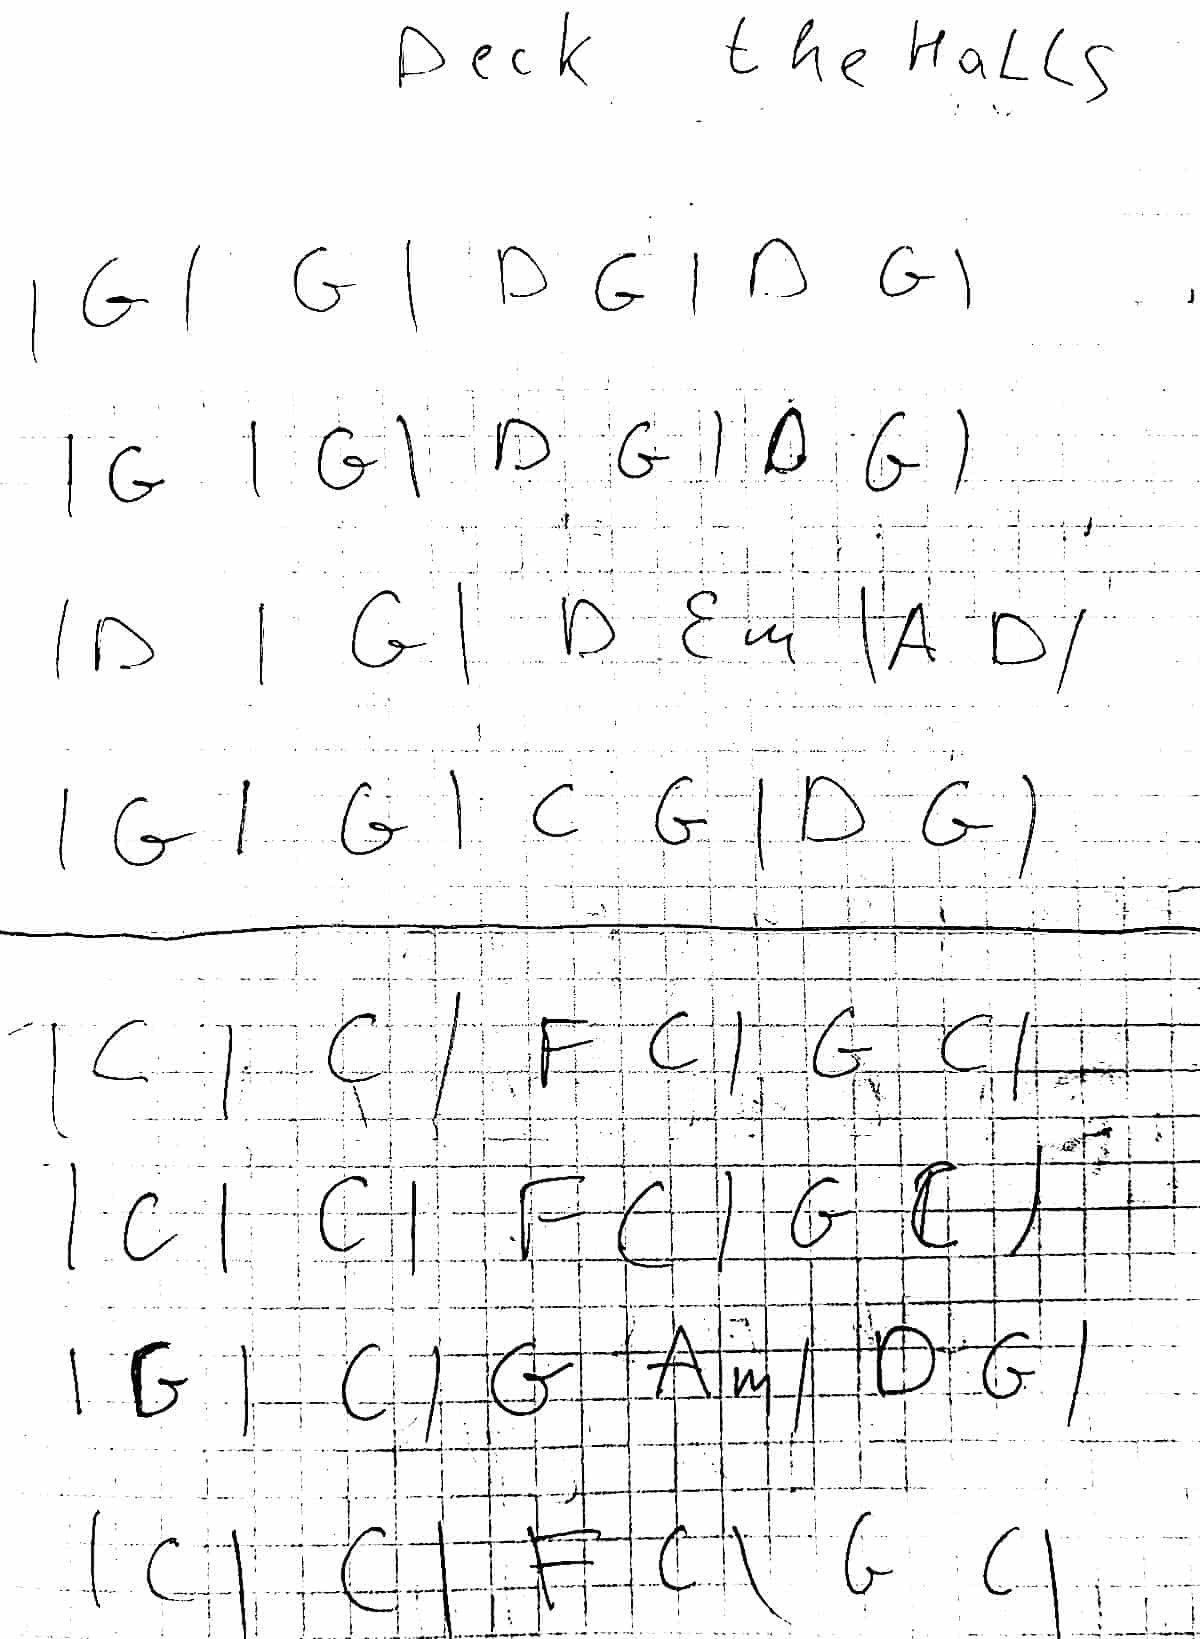 Deck the Halls
| G | G | D G | D G |
| G | G | D G | D G |
| D | G | D Em | A D |
| G | G | C G | D G |
| C | C | F C | G C |
| C | C | F C | G C |
| G | C | G Am | D G |
| C | C | F C | G C |